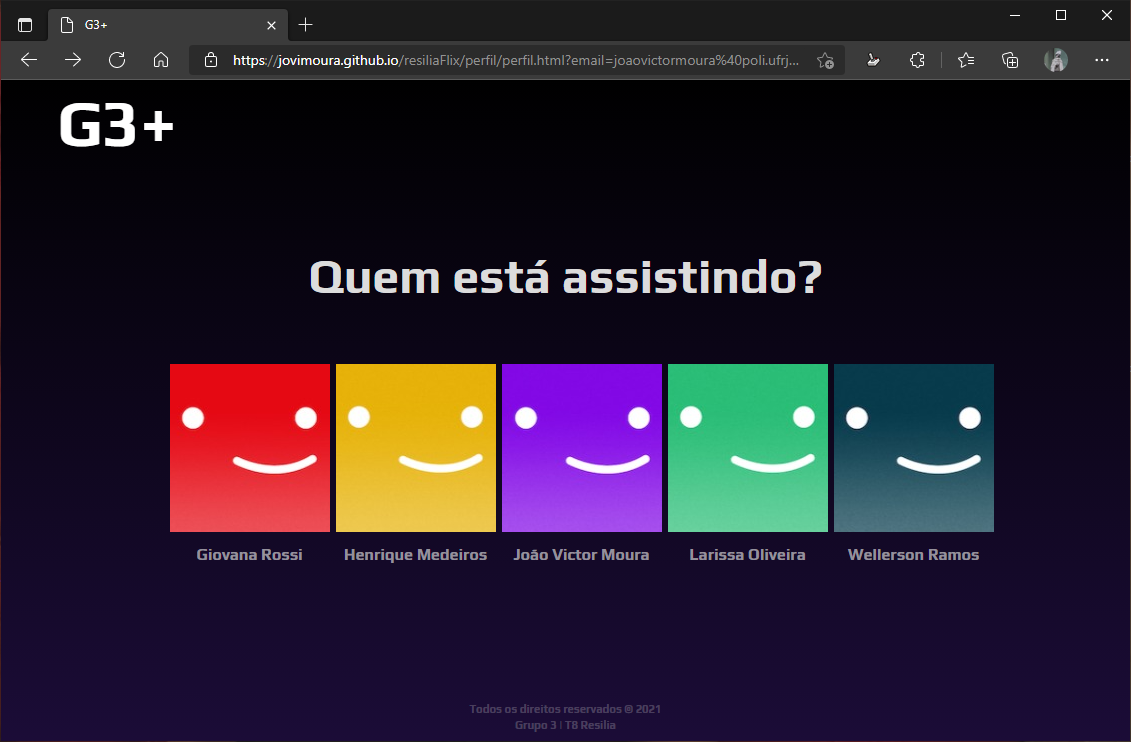 G3+
https://jovimoura.github.io/resiliaFlix/perfil/perfil.html?email=joaovictormoura%40poli.ufrj...
G3+
Quem está assistindo?
Giovana Rossi Henrique Medeiros João Victor Moura Larissa Oliveira Wellerson Ramos
Todos os direitos reservados © 2021
Grupo 3 | T8 Resilia